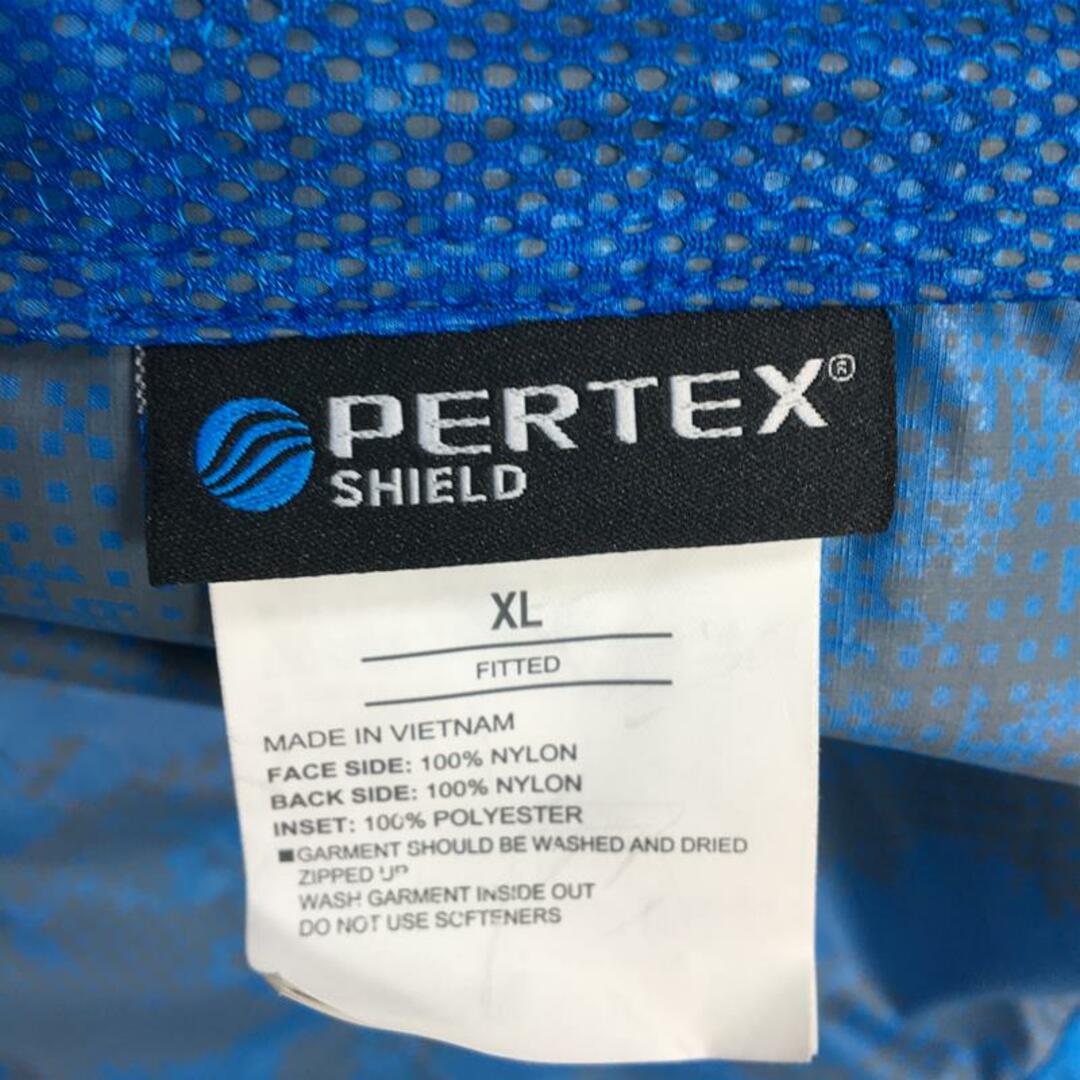 PERTEX®
SHIELD
XL
FITTED
MADE IN VIETNAM
FACE SIDE: 100% NYLON
BACK SIDE: 100% NYLON
INSET: 100% POLYESTER
■GARMENT SHOULD BE WASHED AND DRIED
ZIPPED UP
WASH GARMENT INSIDE OUT
DO NOT USE SOFTENERS